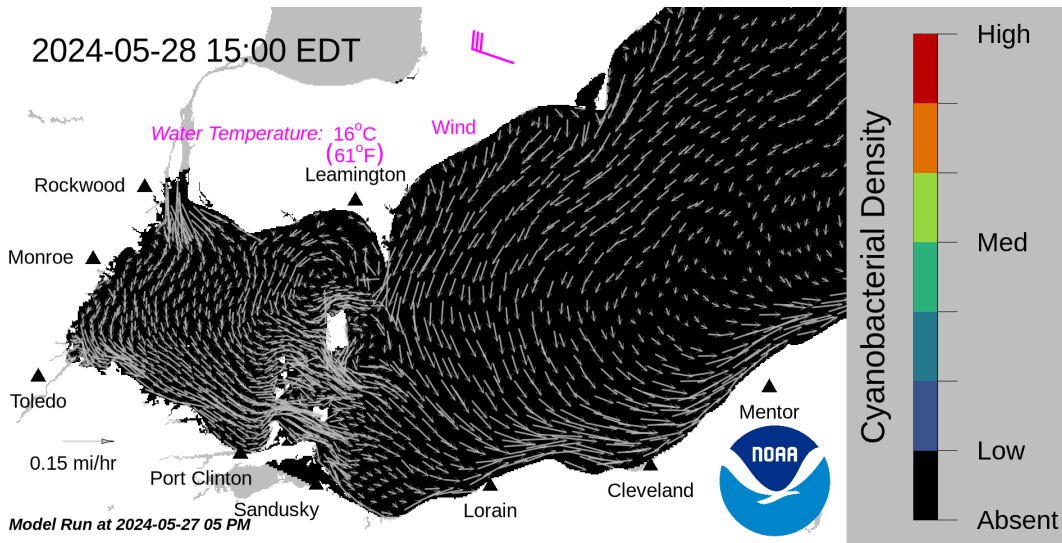 2024-05-28 15:00 EDT
Water Temperature: 16°C
(61°F)
Wind
Leamington
Rockwood
Monroe
Toledo
0.15 mi/hr
Port Clinton
Sandusky
Lorain
Cleveland
Mentor
NOAA
Model Run at 2024-05-27 05 PM
Cyanobacterial Density
High
Med
Low
Absent